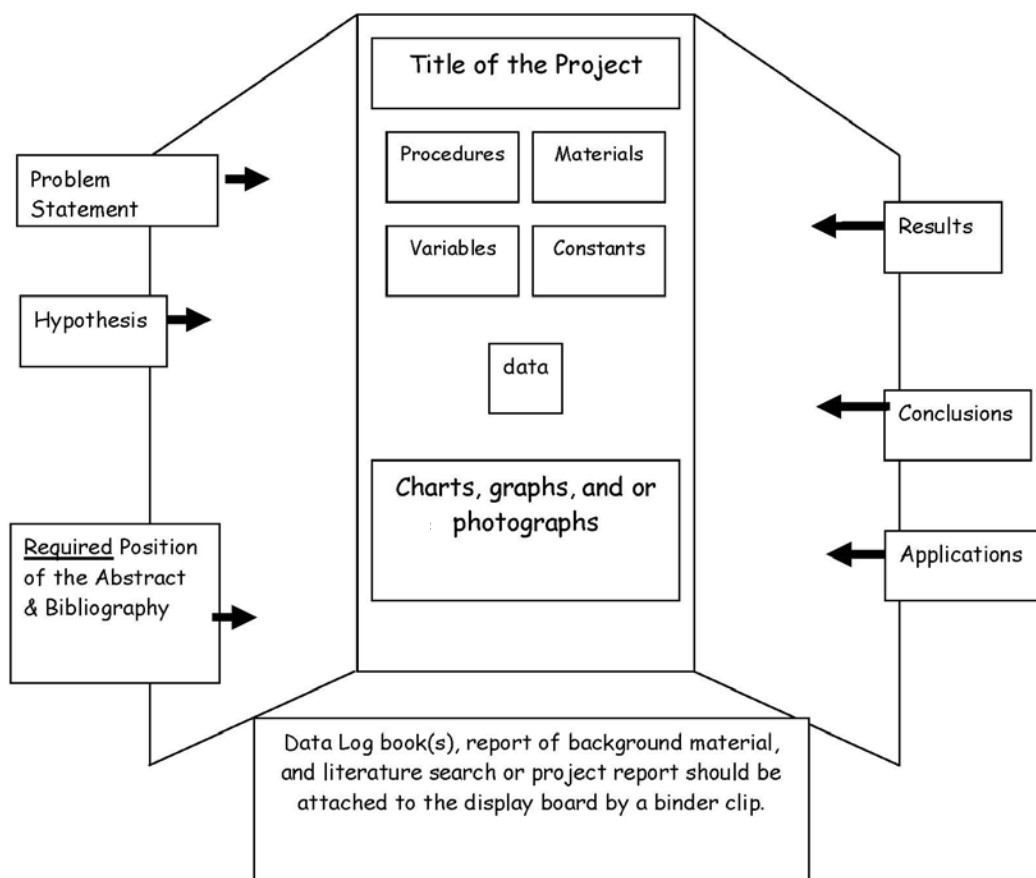 Title of the Project
Procedures
Materials
Problem
Statement
Variables
Constants
Results
Hypothesis
data
Conclusions
Charts, graphs, and or
photographs
Required Position
of the Abstract
& Bibliography
Applications
Data Log book(s), report of background material,
and literature search or project report should be
attached to the display board by a binder clip.